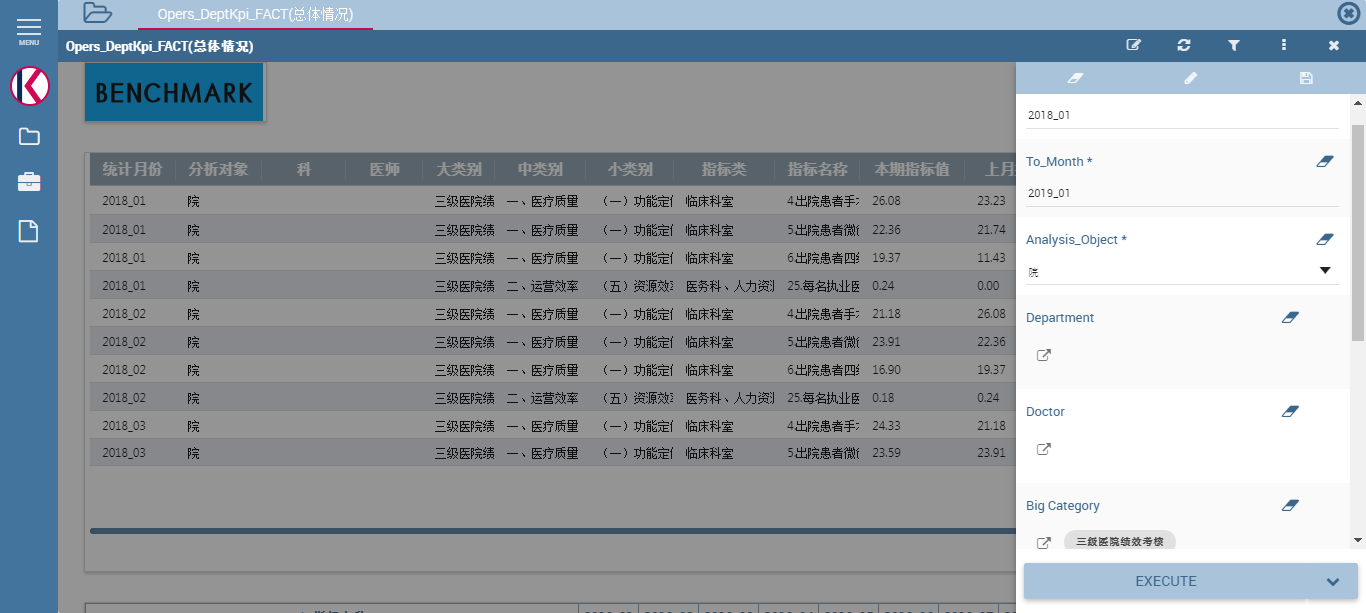 MENU
Opers_DeptKpi_FACT(总体情况)
Opers_DeptKpi_FACT(总体情况)
BENCHMARK
统计月份 分析对象 科 医师 大类别 中类别 小类别 指标类 指标名称 本期指标值 上月
2018_01 院 三级医院绩 一、医疗质量 （一）功能定 临床科室 4.出院患者手 26.08 23.23
2018_01 院 三级医院绩 一、医疗质量 （一）功能定 临床科室 5.出院患者微 22.36 21.74
2018_01 院 三级医院绩 一、医疗质量 （一）功能定 临床科室 6.出院患者四 19.37 11.43
2018_01 院 三级医院绩 二、运营效率 （五）资源效 医务科、人力资 25.每名执业医 0.24 0.00
2018_02 院 三级医院绩 一、医疗质量 （一）功能定 临床科室 4.出院患者手 21.18 26.08
2018_02 院 三级医院绩 一、医疗质量 （一）功能定 临床科室 5.出院患者微 23.91 22.36
2018_02 院 三级医院绩 一、医疗质量 （一）功能定 临床科室 6.出院患者四 16.90 19.37
2018_02 院 三级医院绩 二、运营效率 （五）资源效 医务科、人力资 25.每名执业医 0.18 0.24
2018_03 院 三级医院绩 一、医疗质量 （一）功能定 临床科室 4.出院患者手 24.33 21.18
2018_03 院 三级医院绩 一、医疗质量 （一）功能定 临床科室 5.出院患者微 23.59 23.91
2018_01
To_Month *
2019_01
Analysis_Object *
院
Department
Doctor
Big Category
三级医院绩效考核
EXECUTE